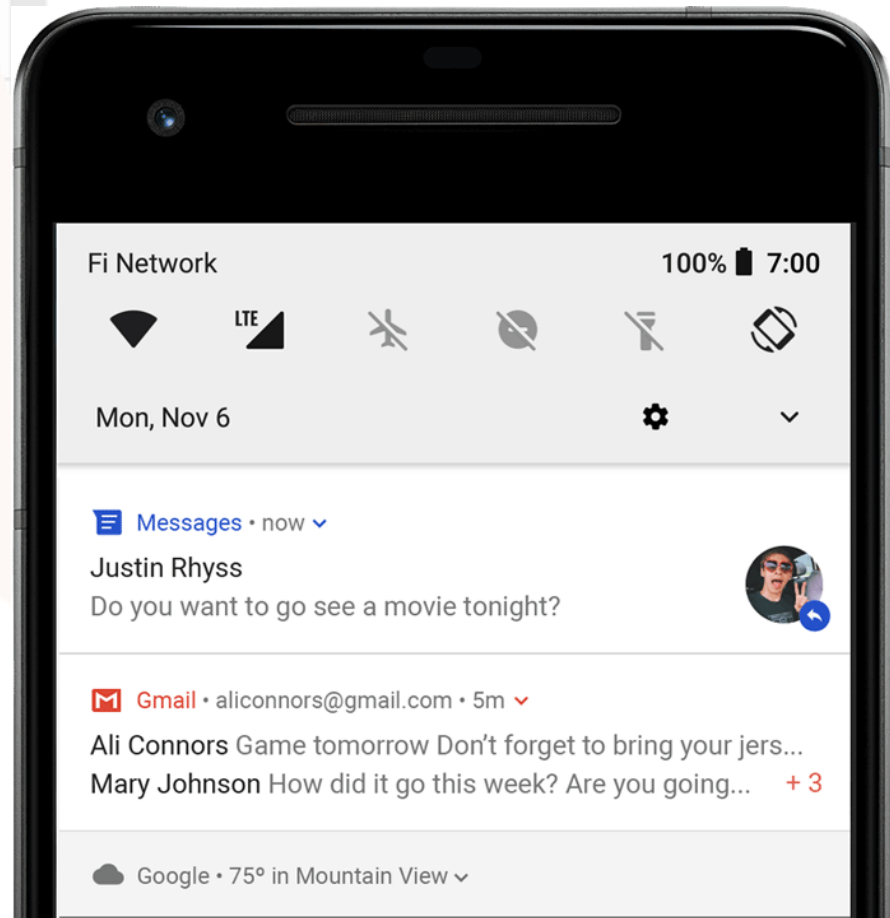 Fi Network 100% 7:00
LTE
Mon, Nov 6
Messages • now
Justin Rhyss
Do you want to go see a movie tonight?
Gmail • aliconnors@gmail.com • 5m
Ali Connors Game tomorrow Don’t forget to bring your jers...
Mary Johnson How did it go this week? Are you going... + 3
Google • 75º in Mountain View